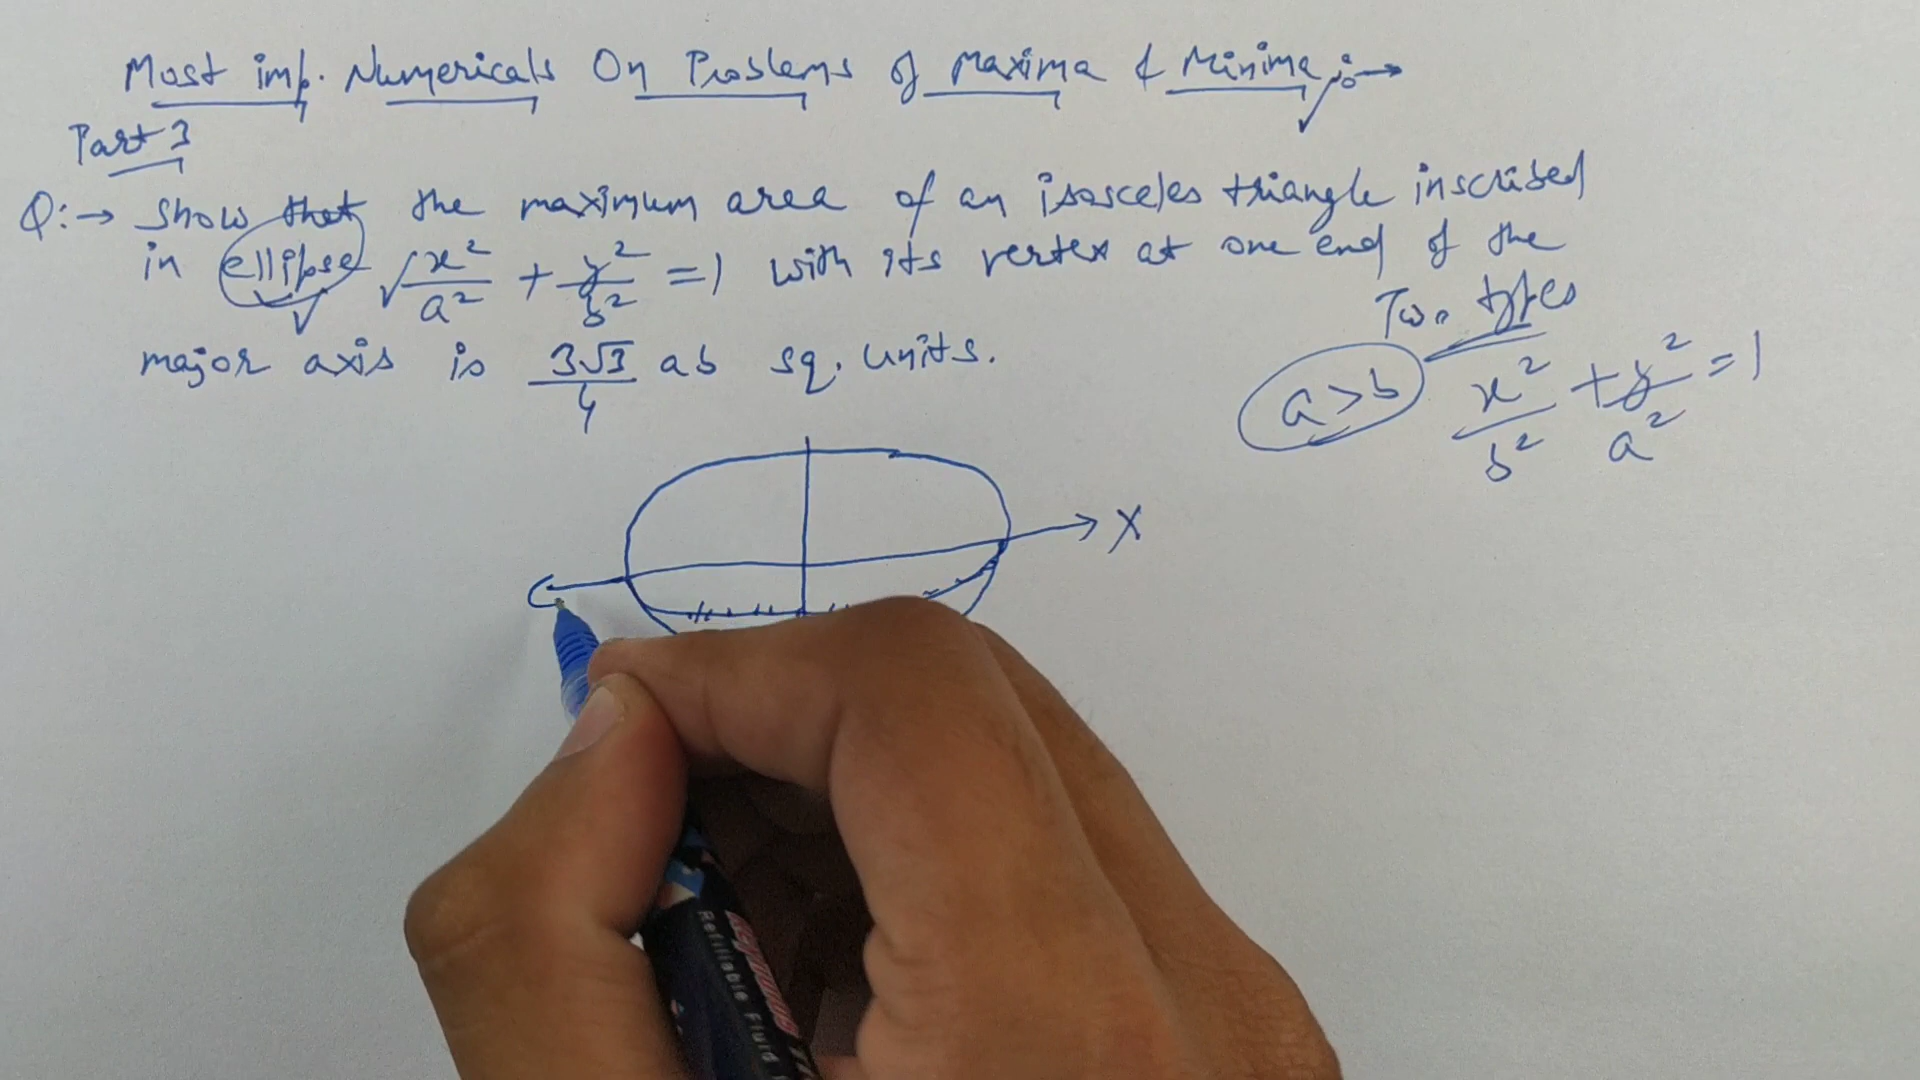 Most imp. Numericals On Problems of Maxima & Minima :→
Part 3
Q:→ Show that the maximum area of an isosceles triangle inscribed
in ellipse x²/a² + y²/b² = 1 with its vertex at one end of the
major axis is 3√3/4 ab sq. units.
Two types
a>b x²/b² + y²/a² = 1
X
Refillable Fluid